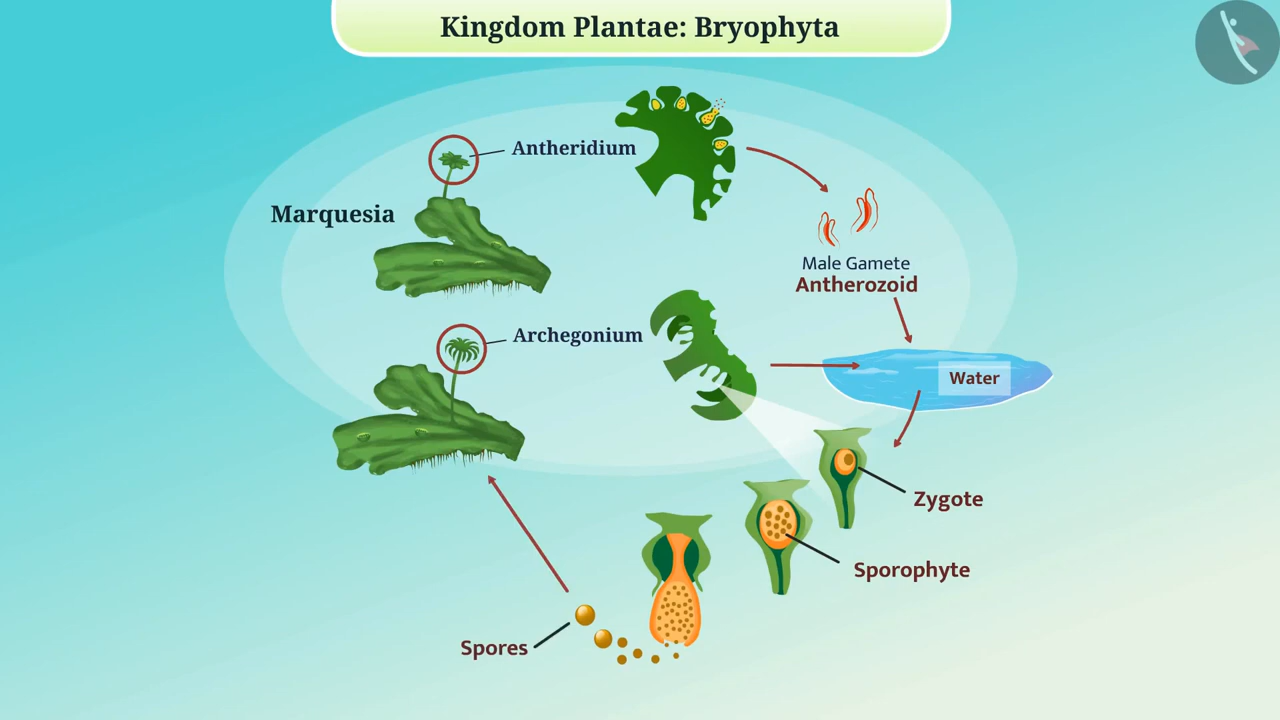 Kingdom Plantae: Bryophyta
Antheridium
Marquesia
Male Gamete
Antherozoid
Archegonium
Water
Zygote
Sporophyte
Spores